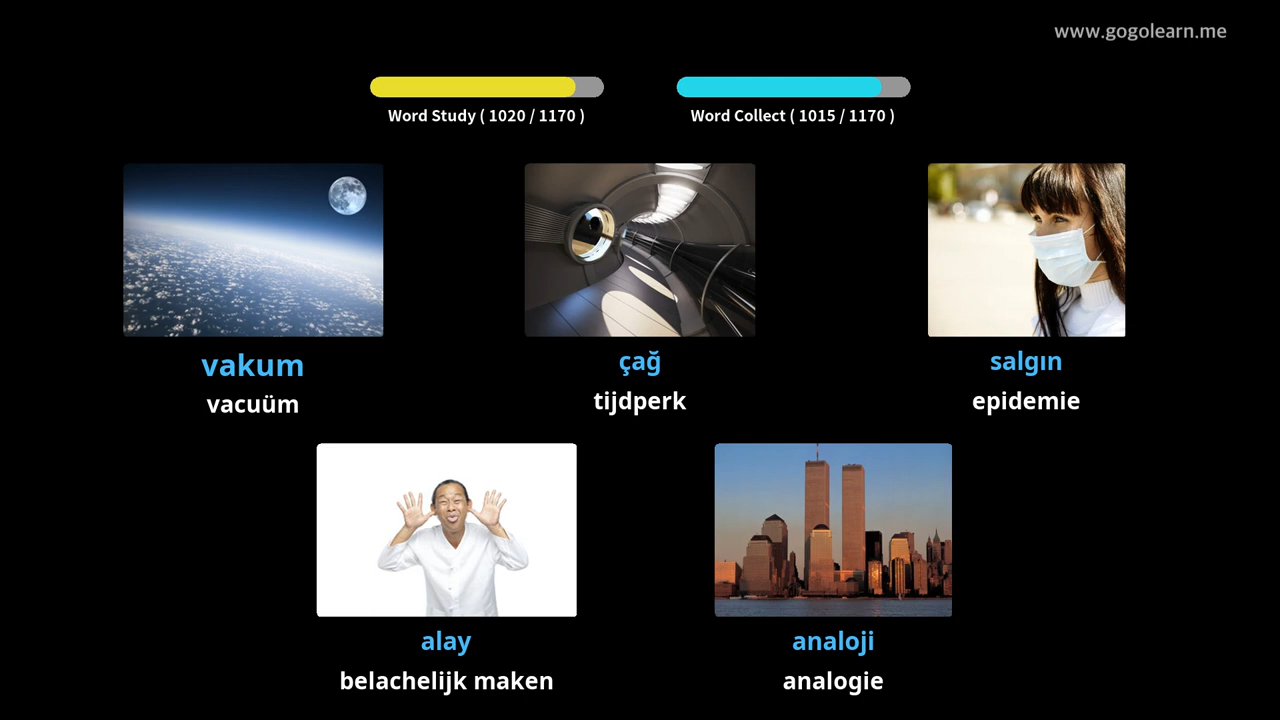 www.gogolearn.me
Word Study ( 1020 / 1170 )
Word Collect ( 1015 / 1170 )
vakum
vacuüm
çağ
tijdperk
salgın
epidemie
alay
belachelijk maken
analoji
analogie